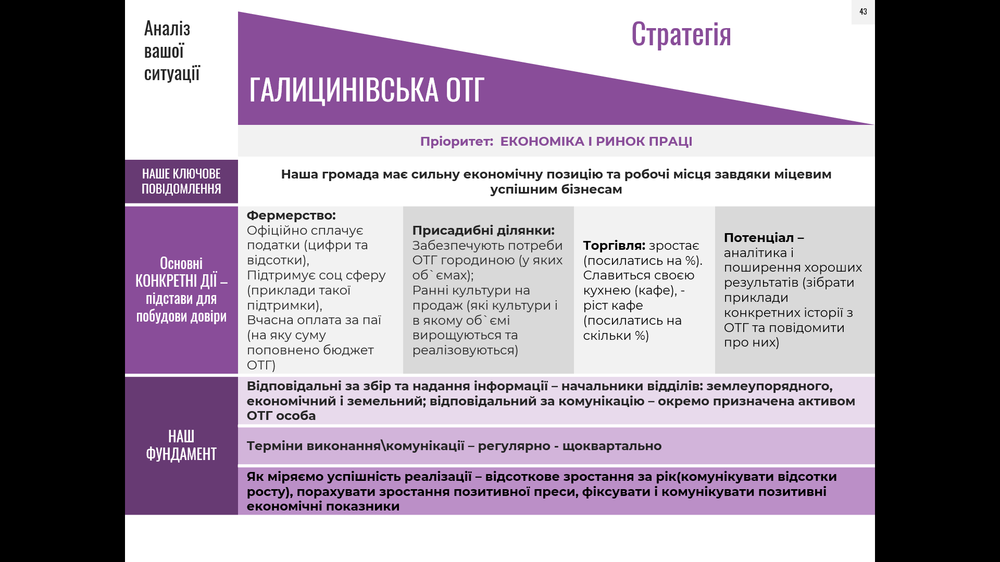 43
Аналіз
вашої
ситуації
Стратегія
ГАЛИЦИНІВСЬКА ОТГ
Пріоритет: ЕКОНОМІКА І РИНОК ПРАЦІ
НАШЕ КЛЮЧОВЕ
ПОВІДОМЛЕННЯ
Наша громада має сильну економічну позицію та робочі місця завдяки міцевим
успішним бізнесам
Основні
КОНКРЕТНІ ДІЇ –
підстави для
побудови довіри
Фермерство:
Офіційно сплачує
податки (цифри та
відсотки),
Підтримує соц сферу
(приклади такої
підтримки),
Вчасна оплата за паї
(на яку суму
поповнено бюджет
ОТГ)
Присадибні ділянки:
Забезпечують потреби
ОТГ городиною (у яких
об`ємах);
Ранні культури на
продаж (які культури і
в якому об`ємі
вирощуються та
реалізовуються)
Торгівля: зростає
(посилатись на %).
Славиться своєю
кухнею (кафе), -
ріст кафе
(посилатись на
скільки %)
Потенціал –
аналітика і
поширення хороших
результатів (зібрати
приклади
конкретних історії з
ОТГ та повідомити
про них)
НАШ
ФУНДАМЕНТ
Відповідальні за збір та надання інформації – начальники відділів: землеупорядного,
економічний і земельний; відповідальний за комунікацію – окремо призначена активом
ОТГ особа
Терміни виконання\комунікації – регулярно - щоквартально
Як міряємо успішність реалізації – відсоткове зростання за рік(комунікувати відсотки
росту), порахувати зростання позитивної преси, фіксувати і комунікувати позитивні
економічні показники